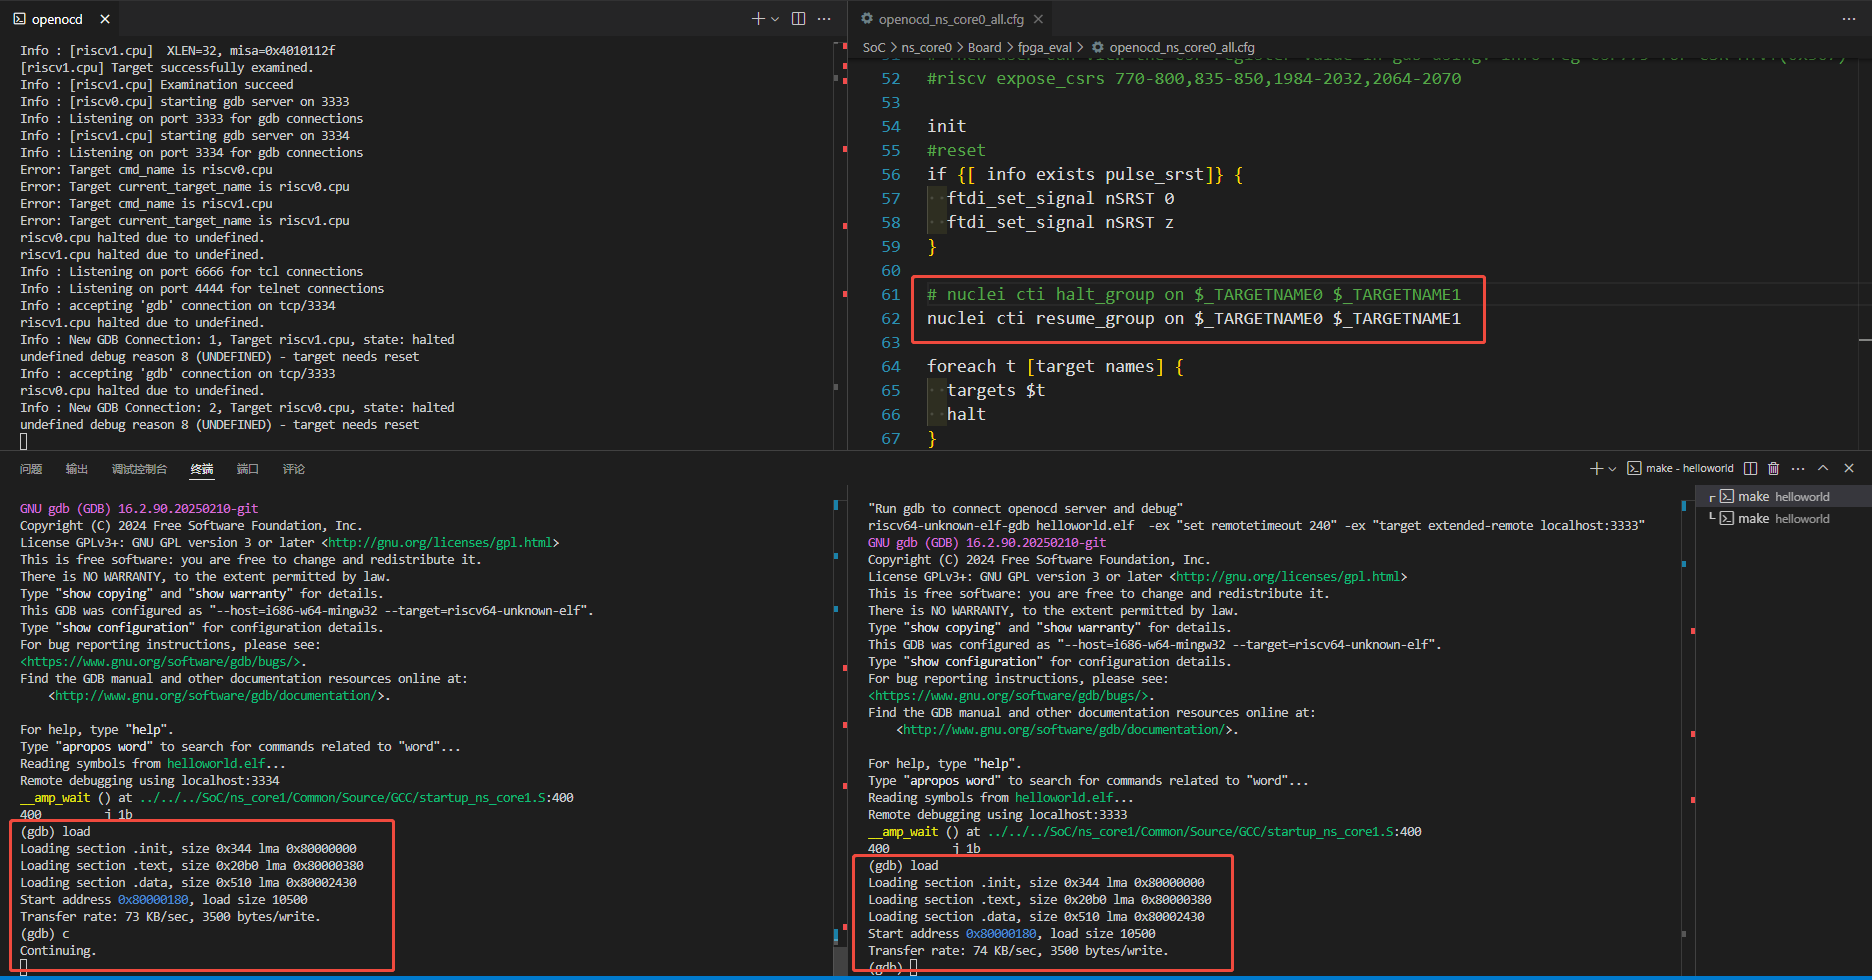 openocd
Info : [riscv1.cpu]  XLEN=32, misa=0x4010112f
[riscv1.cpu] Target successfully examined.
Info : [riscv1.cpu] Examination succeed
Info : [riscv0.cpu] starting gdb server on 3333
Info : Listening on port 3333 for gdb connections
Info : [riscv1.cpu] starting gdb server on 3334
Info : Listening on port 3334 for gdb connections
Error: Target cmd_name is riscv0.cpu
Error: Target current_target_name is riscv0.cpu
Error: Target cmd_name is riscv1.cpu
Error: Target current_target_name is riscv1.cpu
riscv0.cpu halted due to undefined.
riscv1.cpu halted due to undefined.
Info : Listening on port 6666 for tcl connections
Info : Listening on port 4444 for telnet connections
Info : accepting 'gdb' connection on tcp/3334
riscv1.cpu halted due to undefined.
Info : New GDB Connection: 1, Target riscv1.cpu, state: halted
undefined debug reason 8 (UNDEFINED) - target needs reset
Info : accepting 'gdb' connection on tcp/3333
riscv0.cpu halted due to undefined.
Info : New GDB Connection: 2, Target riscv0.cpu, state: halted
undefined debug reason 8 (UNDEFINED) - target needs reset
openocd_ns_core0_all.cfg
SoC > ns_core0 > Board > fpga_eval > openocd_ns_core0_all.cfg
52 #riscv expose_csrs 770-800,835-850,1984-2032,2064-2070
53
54 init
55 #reset
56 if {[ info exists pulse_srst]} {
57 ftdi_set_signal nSRST 0
58 ftdi_set_signal nSRST z
59 }
60
61 # nuclei cti halt_group on $_TARGETNAME0 $_TARGETNAME1
62 nuclei cti resume_group on $_TARGETNAME0 $_TARGETNAME1
63
64 foreach t [target names] {
65 targets $t
66 halt
67 }
问题 输出 调试控制台 终端 端口 评论
make - helloworld
GNU gdb (GDB) 16.2.90.20250210-git
Copyright (C) 2024 Free Software Foundation, Inc.
License GPLv3+: GNU GPL version 3 or later <http://gnu.org/licenses/gpl.html>
This is free software: you are free to change and redistribute it.
There is NO WARRANTY, to the extent permitted by law.
Type "show copying" and "show warranty" for details.
This GDB was configured as "--host=i686-w64-mingw32 --target=riscv64-unknown-elf".
Type "show configuration" for configuration details.
For bug reporting instructions, please see:
<https://www.gnu.org/software/gdb/bugs/>.
Find the GDB manual and other documentation resources online at:
<http://www.gnu.org/software/gdb/documentation/>.
For help, type "help".
Type "apropos word" to search for commands related to "word"...
Reading symbols from helloworld.elf...
Remote debugging using localhost:3334
__amp_wait () at ../../../SoC/ns_core1/Common/Source/GCC/startup_ns_core1.S:400
400 j 1b
(gdb) load
Loading section .init, size 0x344 lma 0x80000000
Loading section .text, size 0x20b0 lma 0x80000380
Loading section .data, size 0x510 lma 0x80002430
Start address 0x80000180, load size 10500
Transfer rate: 73 KB/sec, 3500 bytes/write.
(gdb) c
Continuing.
"Run gdb to connect openocd server and debug"
riscv64-unknown-elf-gdb helloworld.elf  -ex "set remotetimeout 240" -ex "target extended-remote localhost:3333"
GNU gdb (GDB) 16.2.90.20250210-git
Copyright (C) 2024 Free Software Foundation, Inc.
License GPLv3+: GNU GPL version 3 or later <http://gnu.org/licenses/gpl.html>
This is free software: you are free to change and redistribute it.
There is NO WARRANTY, to the extent permitted by law.
Type "show copying" and "show warranty" for details.
This GDB was configured as "--host=i686-w64-mingw32 --target=riscv64-unknown-elf".
Type "show configuration" for configuration details.
For bug reporting instructions, please see:
<https://www.gnu.org/software/gdb/bugs/>.
Find the GDB manual and other documentation resources online at:
<http://www.gnu.org/software/gdb/documentation/>.
For help, type "help".
Type "apropos word" to search for commands related to "word"...
Reading symbols from helloworld.elf...
Remote debugging using localhost:3333
__amp_wait () at ../../../SoC/ns_core1/Common/Source/GCC/startup_ns_core1.S:400
400 j 1b
(gdb) load
Loading section .init, size 0x344 lma 0x80000000
Loading section .text, size 0x20b0 lma 0x80000380
Loading section .data, size 0x510 lma 0x80002430
Start address 0x80000180, load size 10500
Transfer rate: 74 KB/sec, 3500 bytes/write.
(gdb)
make helloworld
make helloworld